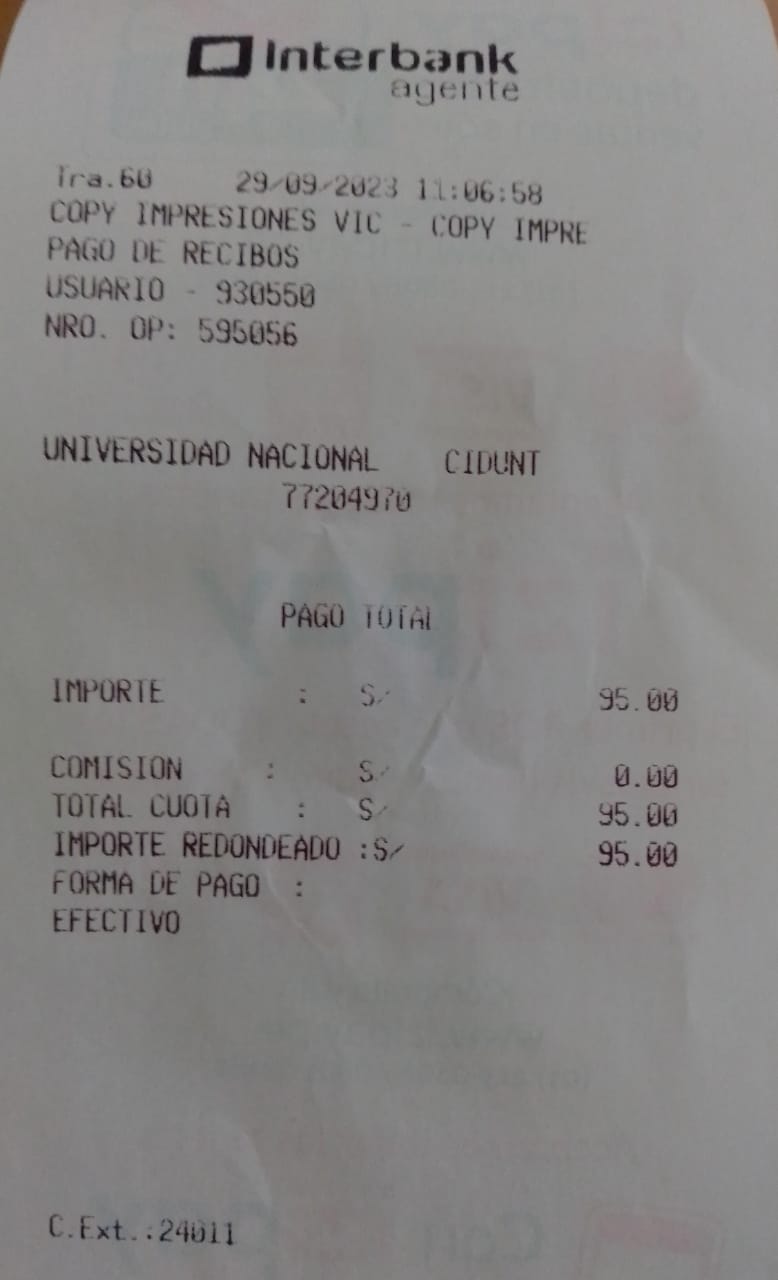 Interbank
agente
Tra.60 29/09/2023 11:06:58
COPY IMPRESIONES VIC - COPY IMPRE
PAGO DE RECIBOS
USUARIO - 930550
NRO. OP: 595056
UNIVERSIDAD NACIONAL CIDUNT
77204970
PAGO TOTAL
IMPORTE : S/ 95.00
COMISION : S/ 0.00
TOTAL CUOTA : S/ 95.00
IMPORTE REDONDEADO :S/ 95.00
FORMA DE PAGO :
EFECTIVO
C.Ext.:24011